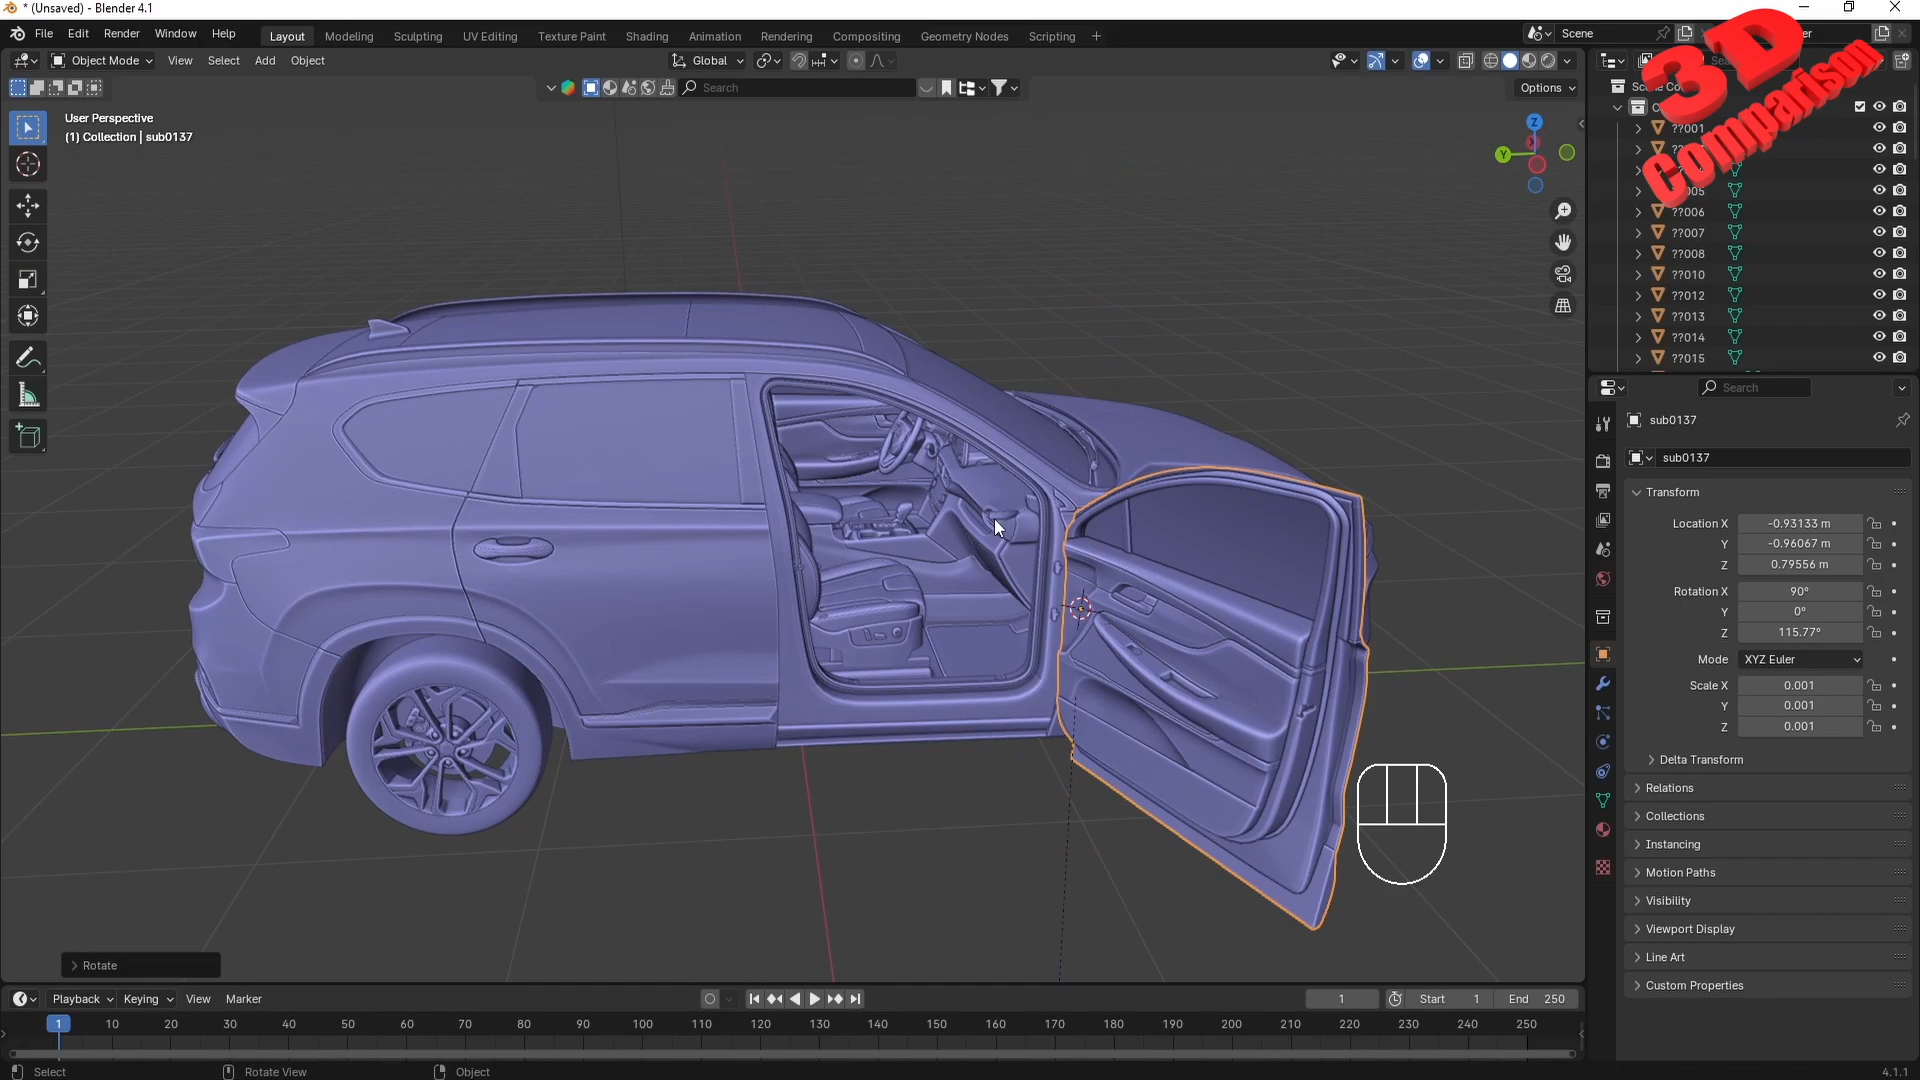 * (Unsaved) - Blender 4.1
File Edit Render Window Help
Layout Modeling Sculpting UV Editing Texture Paint Shading Animation Rendering Compositing Geometry Nodes Scripting +
Scene
Object Mode View Select Add Object
Global
Search
Options
3D
Comparison
User Perspective
(1) Collection | sub0137
Z
Y
??001
??006
??007
??008
??010
??012
??013
??014
??015
Search
sub0137
sub0137
Transform
Location X -0.93133 m
Y -0.96067 m
Z 0.79556 m
Rotation X 90°
Y 0°
Z 115.77°
Mode XYZ Euler
Scale X 0.001
Y 0.001
Z 0.001
Delta Transform
Relations
Collections
Instancing
Motion Paths
Visibility
Viewport Display
Line Art
Custom Properties
Rotate
Playback Keying View Marker
1 Start 1 End 250
1 10 20 30 40 50 60 70 80 90 100 110 120 130 140 150 160 170 180 190 200 210 220 230 240 250
Select Rotate View Object
4.1.1